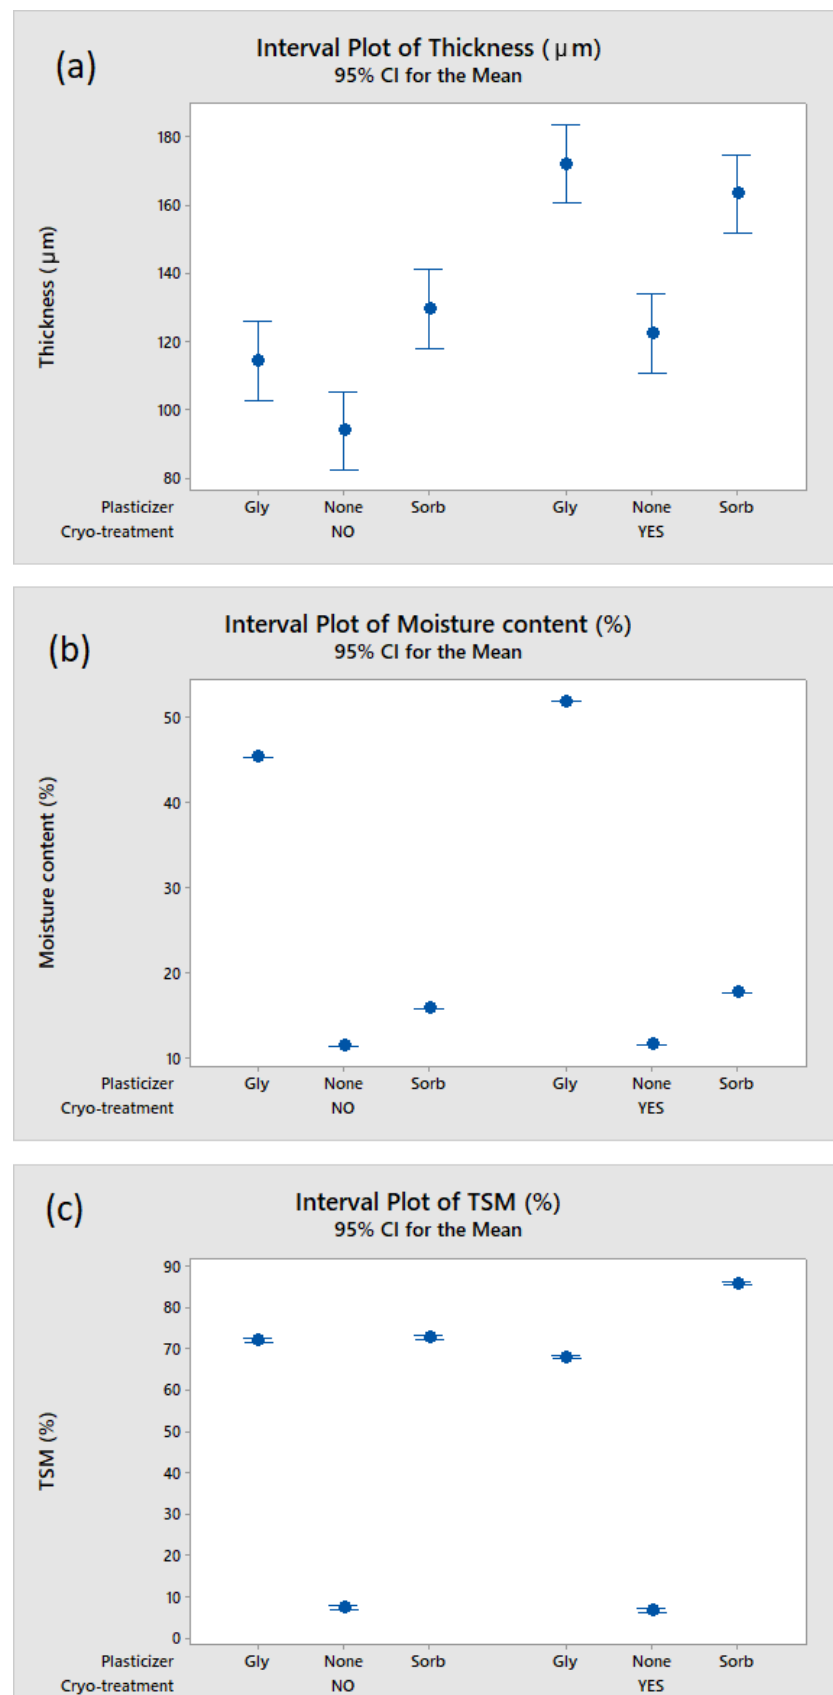 (a)
Interval Plot of Thickness (μm)
95% CI for the Mean
180
160
140
120
100
80
Thickness (μm)
Plasticizer Gly None Sorb Gly None Sorb
Cryo-treatment NO YES
(b)
Interval Plot of Moisture content (%)
95% CI for the Mean
50
40
30
20
10
Moisture content (%)
Plasticizer Gly None Sorb Gly None Sorb
Cryo-treatment NO YES
(c)
Interval Plot of TSM (%)
95% CI for the Mean
90
80
70
60
50
40
30
20
10
0
TSM (%)
Plasticizer Gly None Sorb Gly None Sorb
Cryo-treatment NO YES